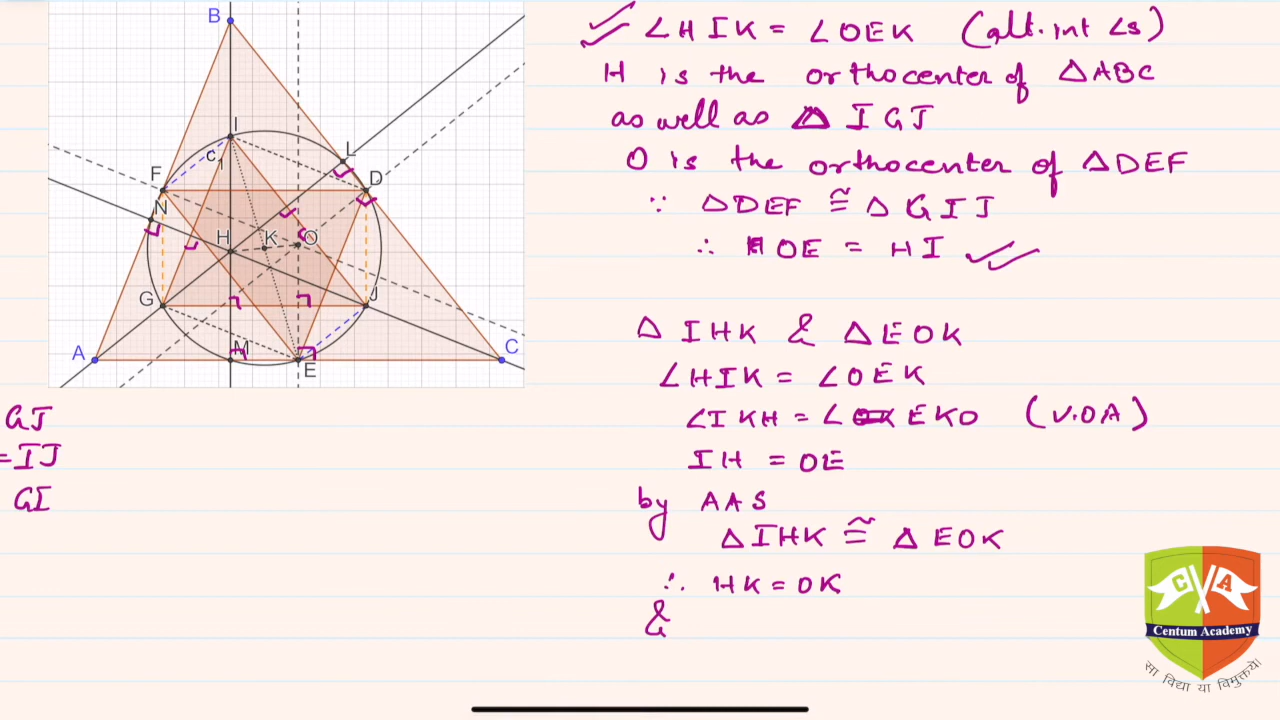 B
I
C1
L
F
D
N
H
K
O
G
J
A
M
E
C
GJ
=IJ
GI
∠HIK = ∠OEK (alt.int ∠s)
H is the orthocenter of △ABC
as well as △ IGJ
O is the orthocenter of △DEF
∵ △DEF ≅ △ GIJ
∴ OE = HI
△ IHK & △EOK
∠HIK = ∠OEK
∠IKH = ∠EKO (V.OA)
IH = OE
by AAS
△IHK ≅ △ EOK
∴ HK = OK
&
C A
Centum Academy
सा विद्या या विमुक्तये।